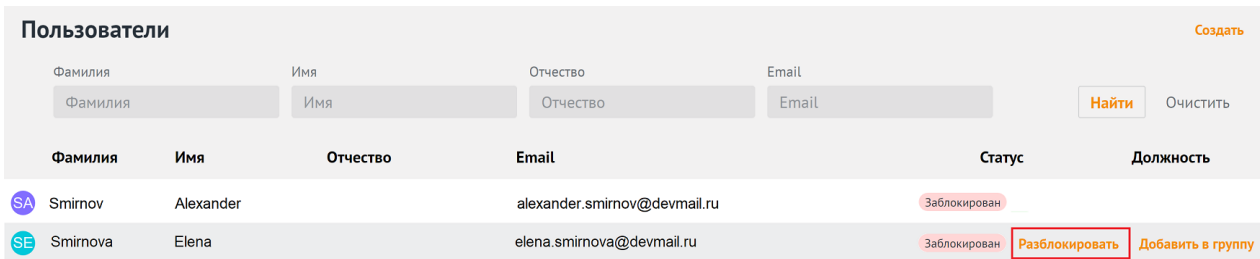 Пользователи Создать
Фамилия Имя Отчество Email
Фамилия Имя Отчество Email Найти Очистить
Фамилия Имя Отчество Email Статус Должность
SA Smirnov Alexander alexander.smirnov@devmail.ru Заблокирован
SE Smirnova Elena elena.smirnova@devmail.ru Заблокирован Разблокировать Добавить в группу